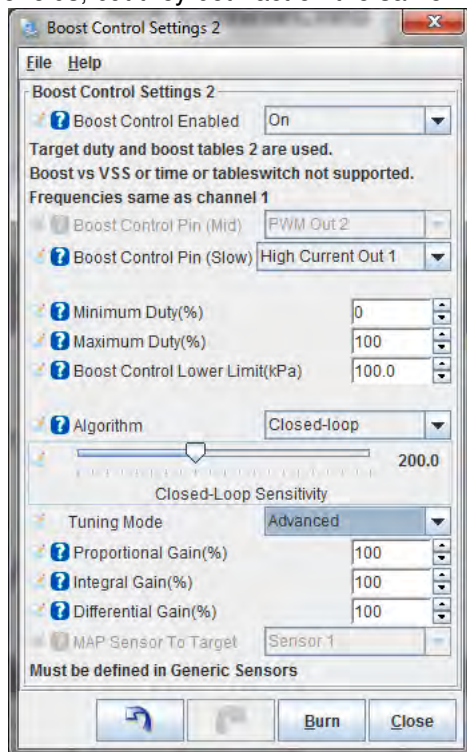 Boost Control Settings 2
File Help
Boost Control Settings 2
Boost Control Enabled On
Target duty and boost tables 2 are used.
Boost vs VSS or time or tableswitch not supported.
Frequencies same as channel 1
Boost Control Pin (Mid) PWM Out 2
Boost Control Pin (Slow) High Current Out 1
Minimum Duty(%) 0
Maximum Duty(%) 100
Boost Control Lower Limit(kPa) 100.0
Algorithm Closed-loop
200.0
Closed-Loop Sensitivity
Tuning Mode Advanced
Proportional Gain(%) 100
Integral Gain(%) 100
Differential Gain(%) 100
MAP Sensor To Target Sensor 1
Must be defined in Generic Sensors
Burn Close